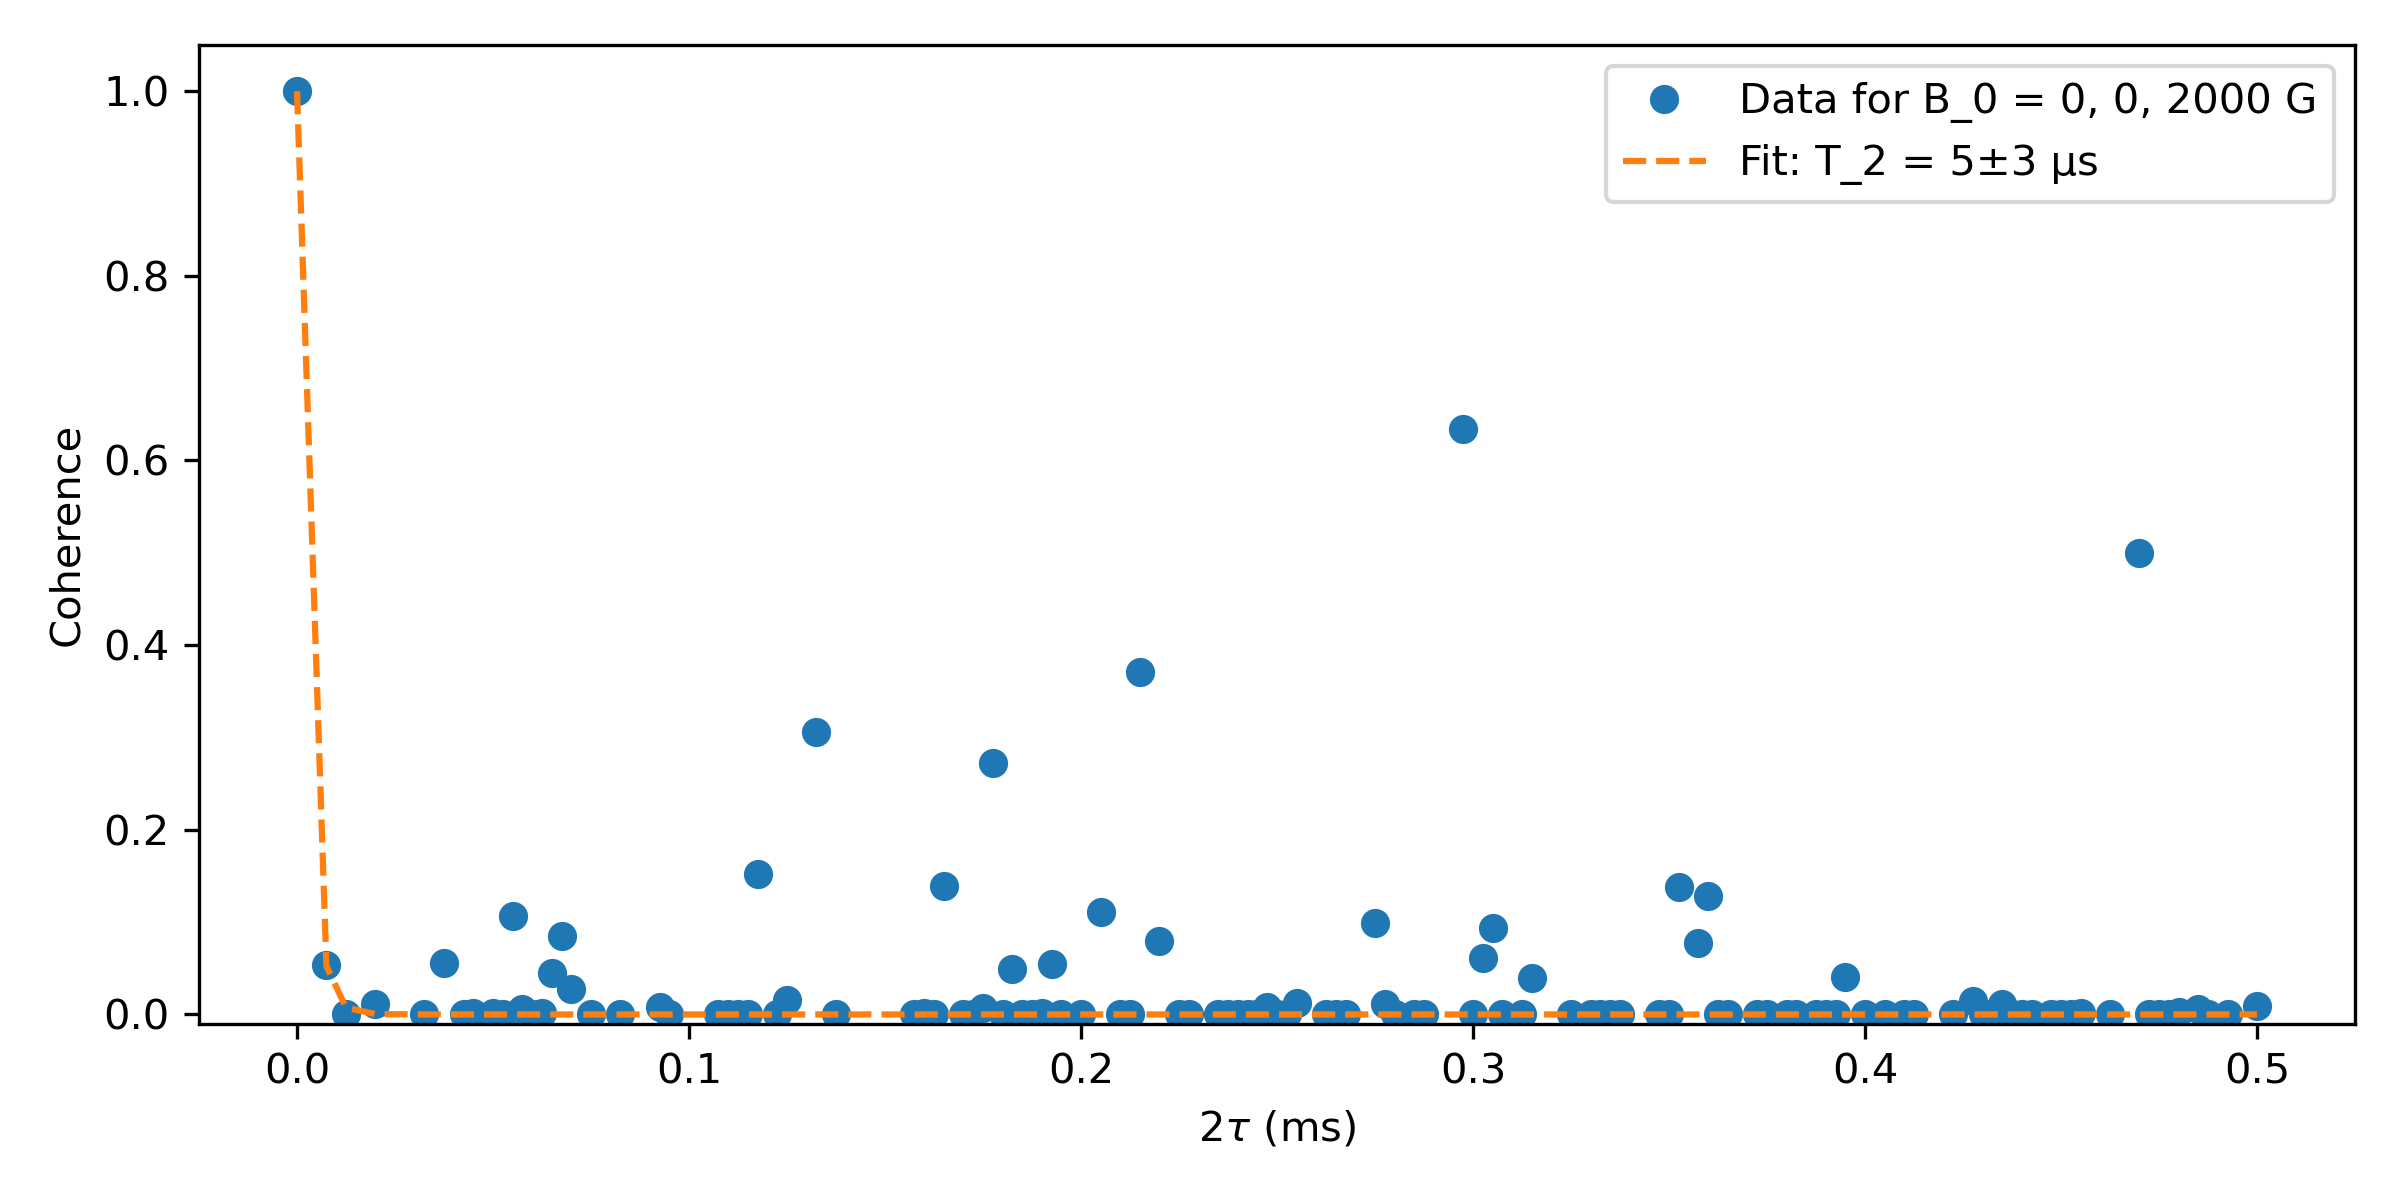 Data for B_0 = 0, 0, 2000 G
Fit: T_2 = 5±3 μs
1.0
0.8
0.6
0.4
0.2
0.0
Coherence
0.0 0.1 0.2 0.3 0.4 0.5
2τ (ms)